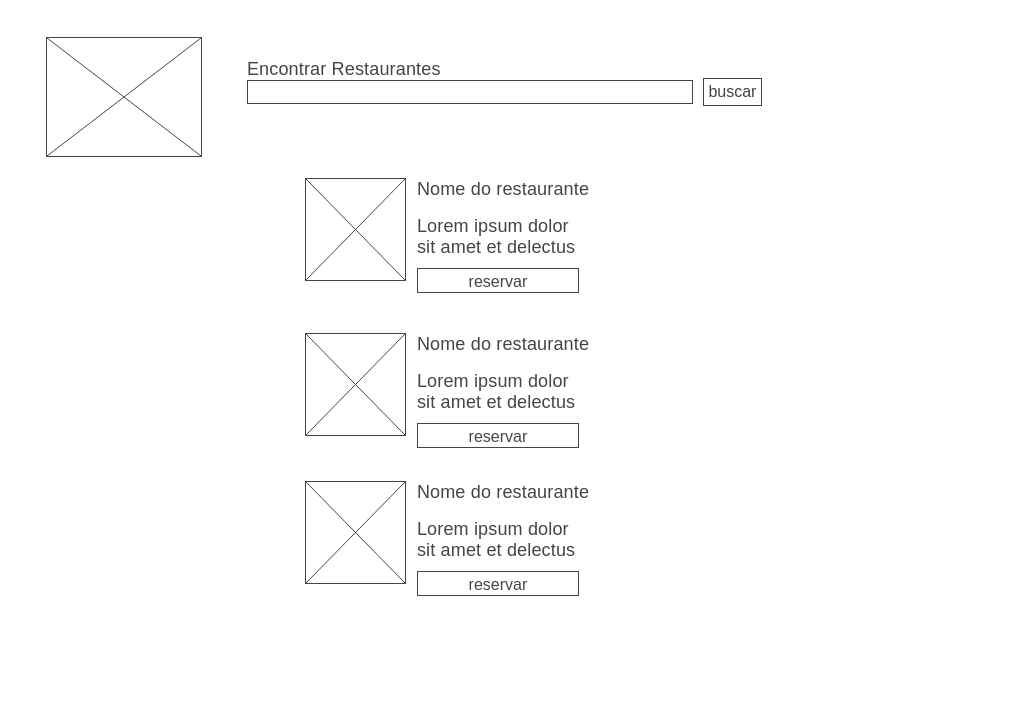 Encontrar Restaurantes
buscar
Nome do restaurante
Lorem ipsum dolor
sit amet et delectus
reservar
Nome do restaurante
Lorem ipsum dolor
sit amet et delectus
reservar
Nome do restaurante
Lorem ipsum dolor
sit amet et delectus
reservar